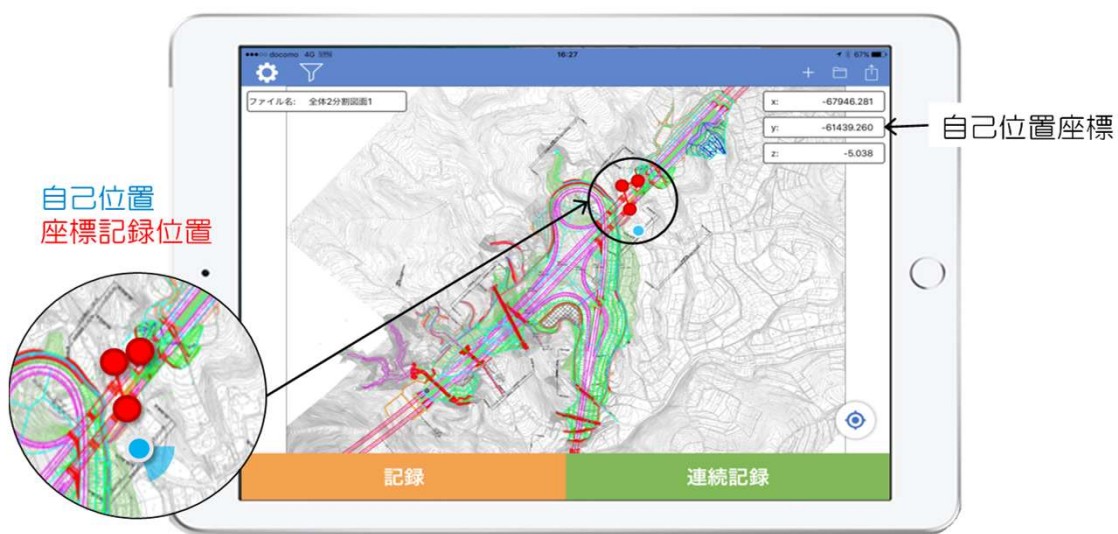 docomo 4G VPN
16:27
67%
ファイル名: 全体2分割図面1
x: -67946.281
y: -61439.260
z: -5.038
自己位置座標
自己位置
座標記録位置
記録
連続記録